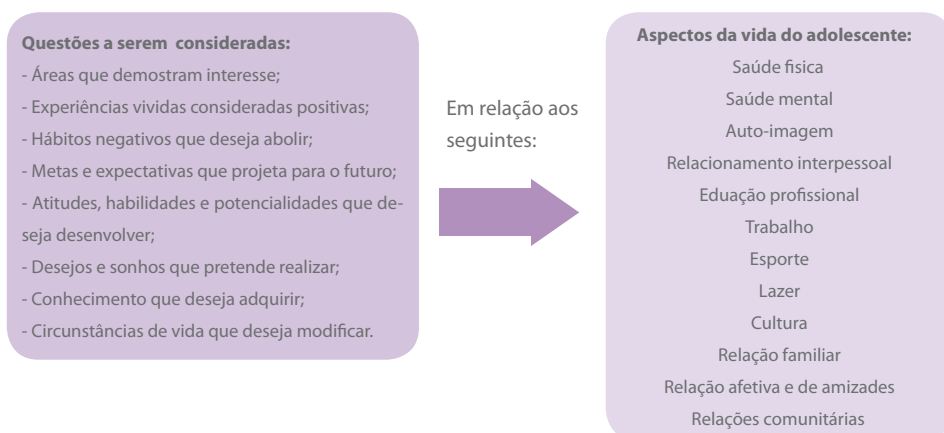 Questões a serem consideradas:
- Áreas que demostram interesse;
- Experiências vividas consideradas positivas;
- Hábitos negativos que deseja abolir;
- Metas e expectativas que projeta para o futuro;
- Atitudes, habilidades e potencialidades que de-
seja desenvolver;
- Desejos e sonhos que pretende realizar;
- Conhecimento que deseja adquirir;
- Circunstâncias de vida que deseja modificar.
Em relação aos
seguintes:
Aspectos da vida do adolescente:
Saúde física
Saúde mental
Auto-imagem
Relacionamento interpessoal
Eduação profissional
Trabalho
Esporte
Lazer
Cultura
Relação familiar
Relação afetiva e de amizades
Relações comunitárias